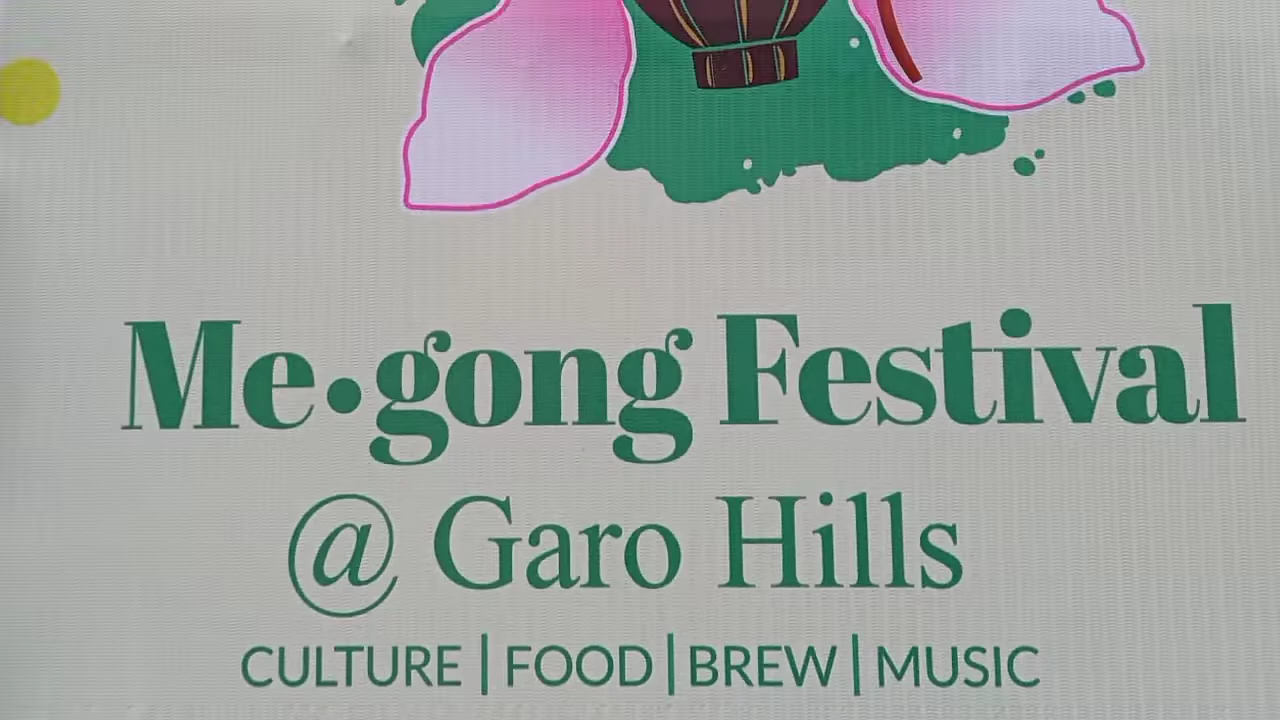 Me•gong Festival
@ Garo Hills
CULTURE | FOOD | BREW | MUSIC